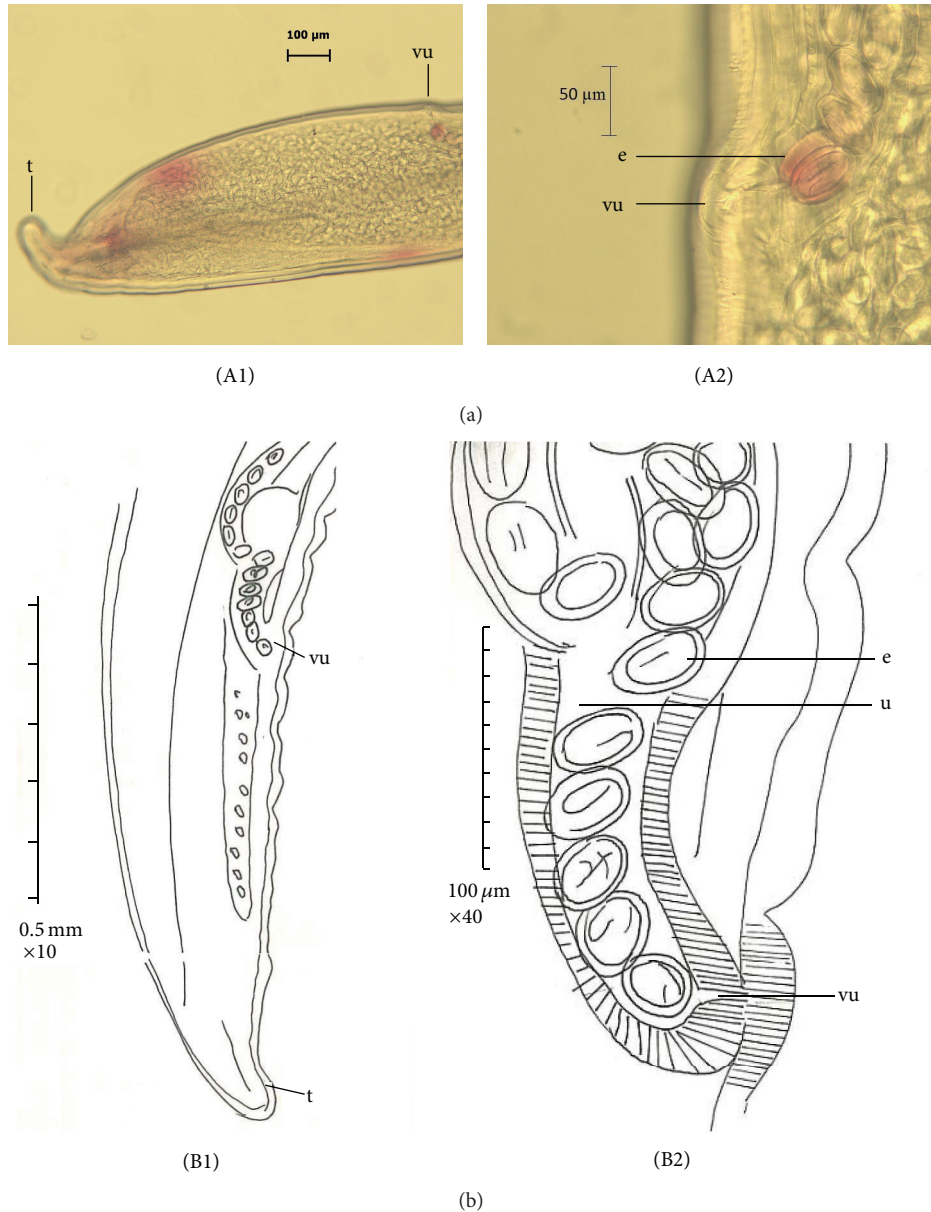 100 μm
vu
t
50 μm
e
vu
(A1)
(A2)
(a)
vu
0.5 mm
×10
t
e
u
100 μm
×40
vu
(B1)
(B2)
(b)